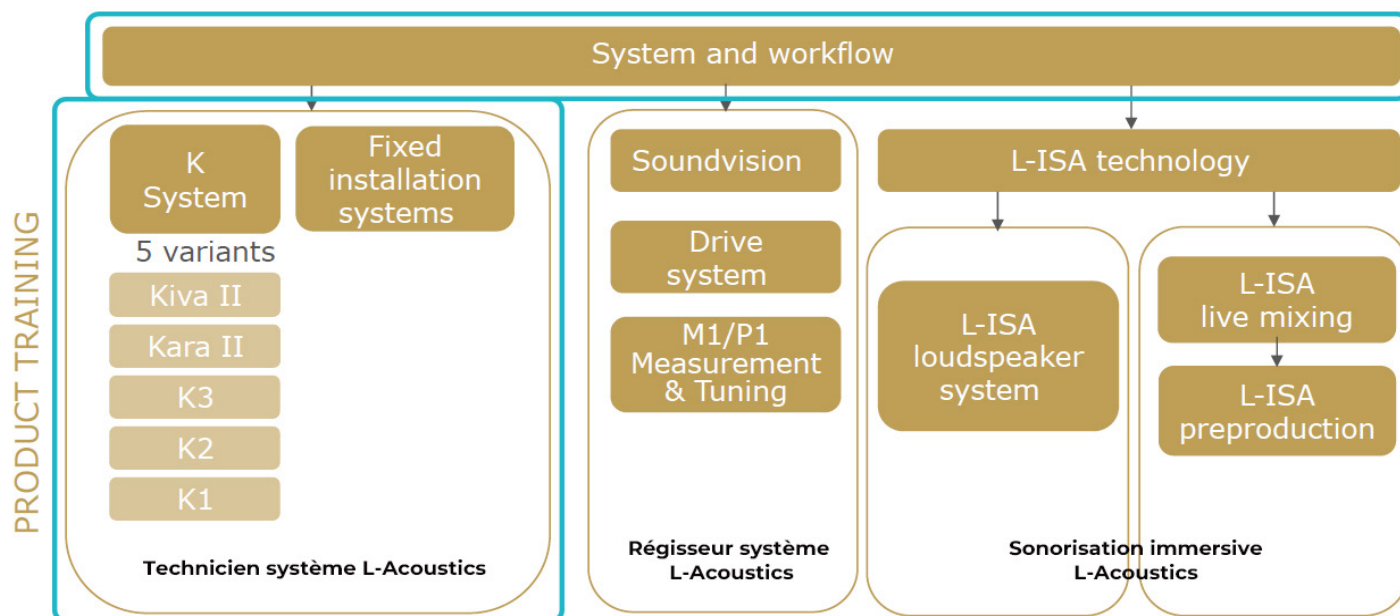 System and workflow
PRODUCT TRAINING
K
System
5 variants
Kiva II
Kara II
K3
K2
K1
Fixed
installation
systems
Technicien système L-Acoustics
Soundvision
Drive
system
M1/P1
Measurement
& Tuning
Régisseur système
L-Acoustics
L-ISA technology
L-ISA
loudspeaker
system
L-ISA
live mixing
L-ISA
preproduction
Sonorisation immersive
L-Acoustics